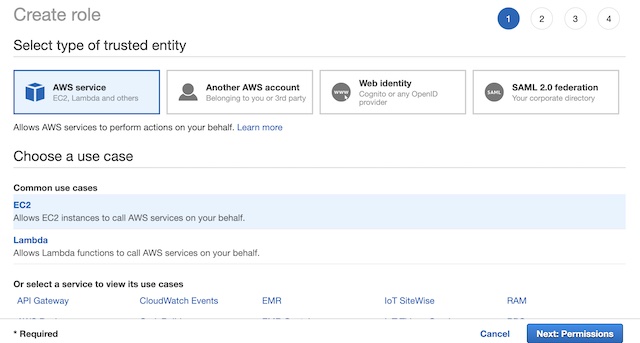 Create role
1 2 3 4
Select type of trusted entity
AWS service
EC2, Lambda and others
Another AWS account
Belonging to you or 3rd party
WWW
Web identity
Cognito or any OpenID
provider
SAML
SAML 2.0 federation
Your corporate directory
Allows AWS services to perform actions on your behalf. Learn more
Choose a use case
Common use cases
EC2
Allows EC2 instances to call AWS services on your behalf.
Lambda
Allows Lambda functions to call AWS services on your behalf.
Or select a service to view its use cases
API Gateway CloudWatch Events EMR IoT SiteWise RAM
* Required Cancel Next: Permissions